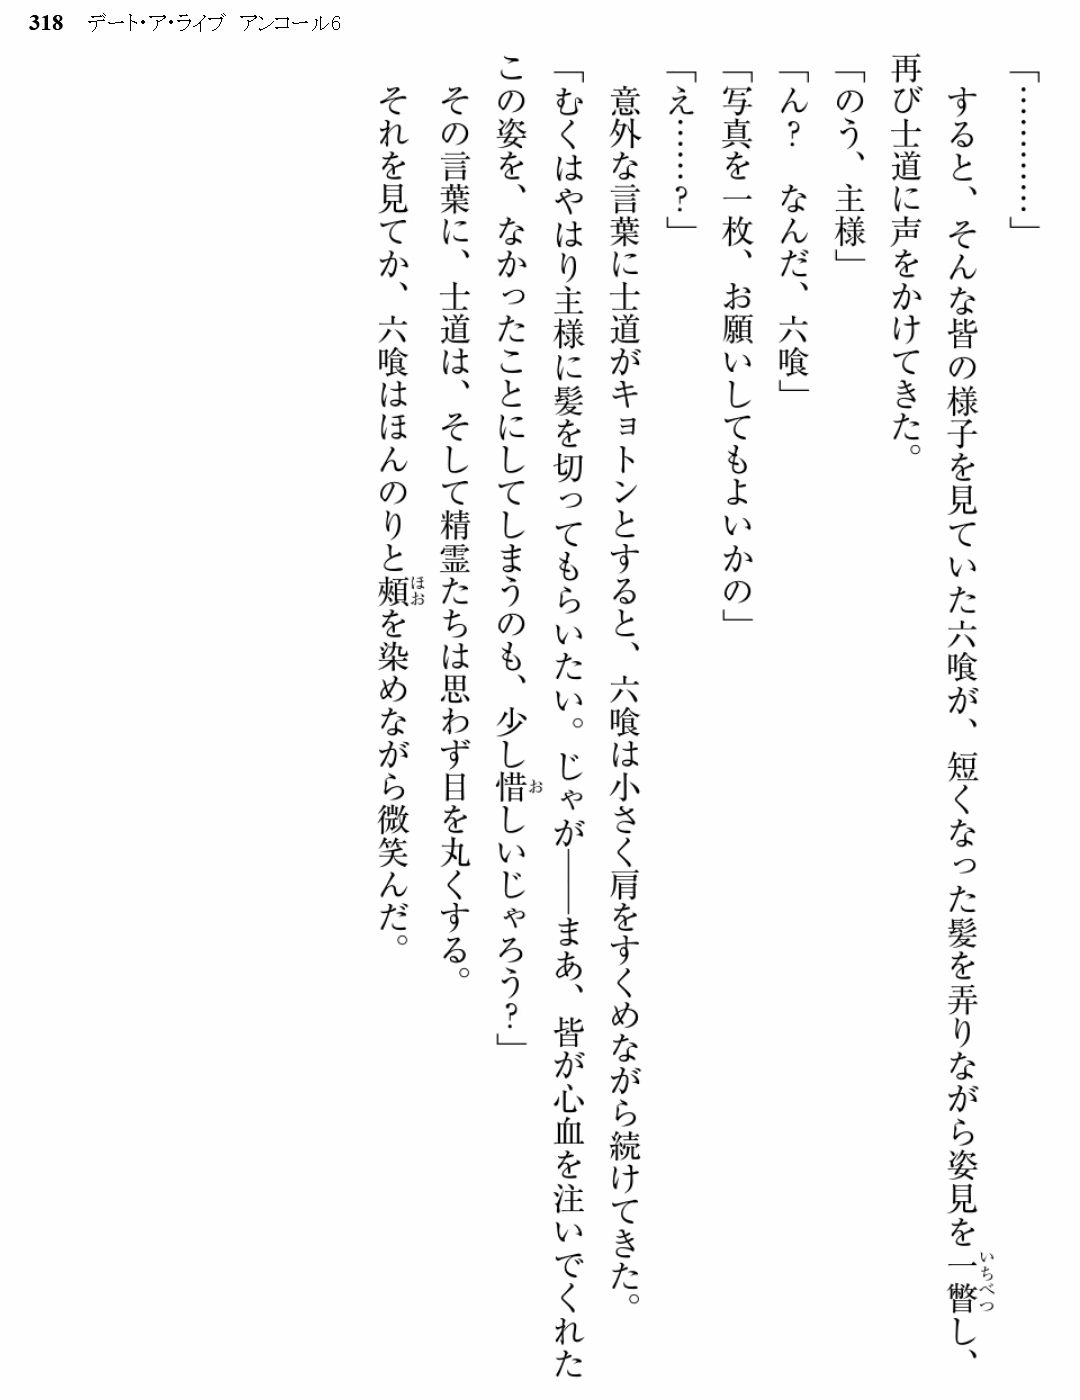 318 デート・ア・ライブ アンコール6
「…………」
すると、そんな皆の様子を見ていた六喰が、短くなった髪を弄りながら姿見を一瞥し、
再び士道に声をかけてきた。
「のう、主様」
「ん? なんだ、六喰」
「写真を一枚、お願いしてもよいかの」
「え……?」
意外な言葉に士道がキョトンとすると、六喰は小さく肩をすくめながら続けてきた。
「むくはやはり主様に髪を切ってもらいたい。じゃが――まあ、皆が心血を注いでくれた
この姿を、なかったことにしてしまうのも、少し惜しいじゃろう?」
その言葉に、士道は、そして精霊たちは思わず目を丸くする。
それを見てか、六喰はほんのりと頬を染めながら微笑んだ。
いちべつ
お
ほお